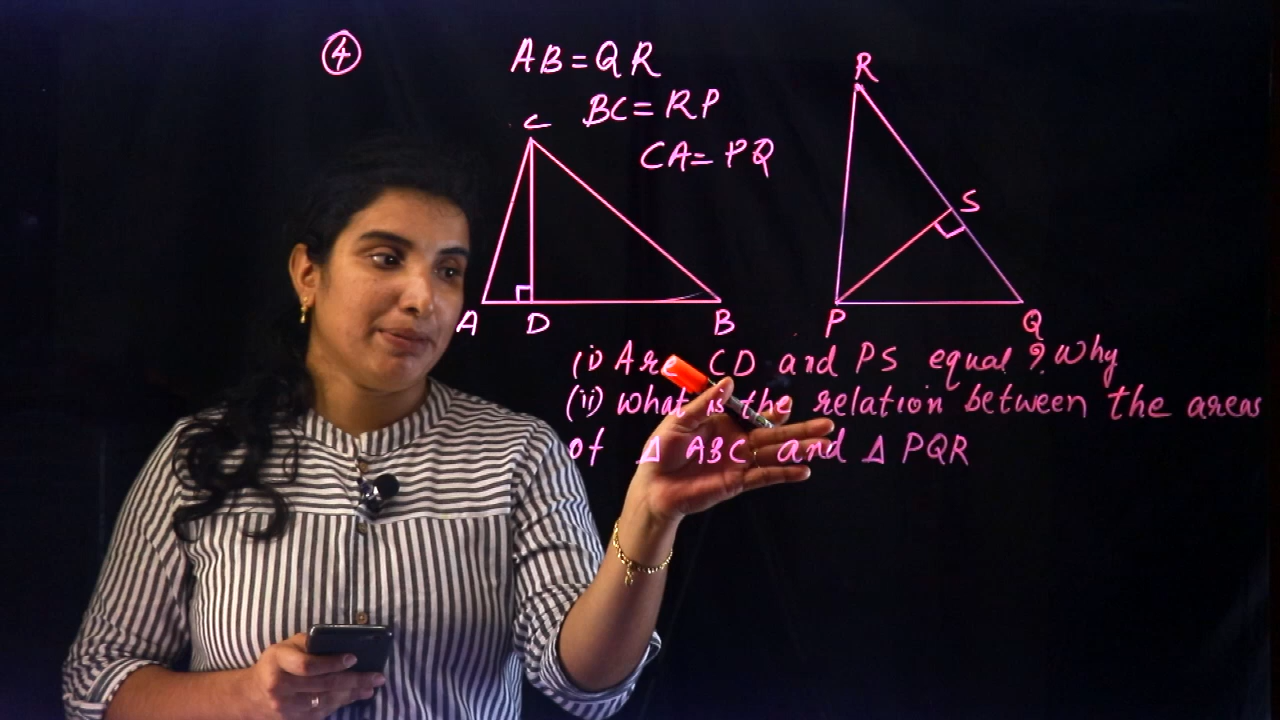 ④
AB=QR
BC=RP
CA=PQ
C
A D B
R
S
P Q
(i) Are CD and PS equal? Why
(ii) What is the relation between the areas
of Δ ABC and Δ PQR